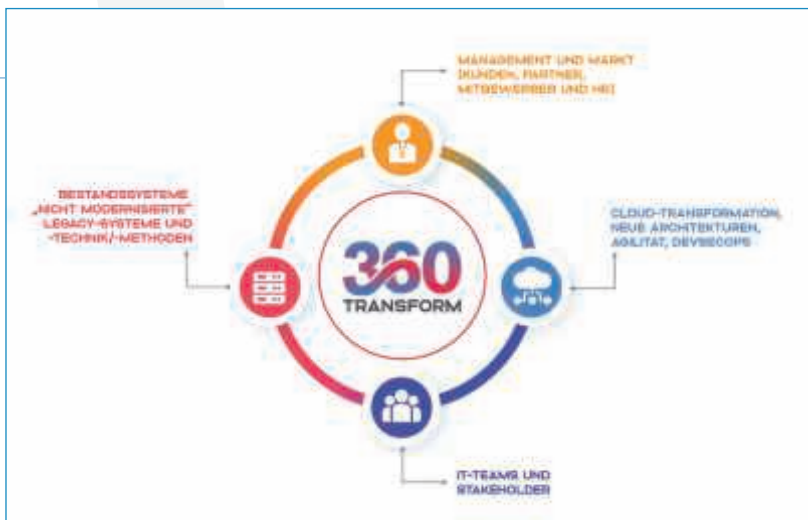 MANAGEMENT UND MARKT
(KUNDEN, PARTNER,
MITBEWERBER UND HR)
BESTANDSSYSTEME
„NICHT MODERNISIERTE“
LEGACY-SYSTEME UND
-TECHNIK/-METHODEN
360
TRANSFORM
CLOUD-TRANSFORMATION,
NEUE ARCHITEKTUREN,
AGILITÄT, DEVSECOPS
IT-TEAMS UND
STAKEHOLDER